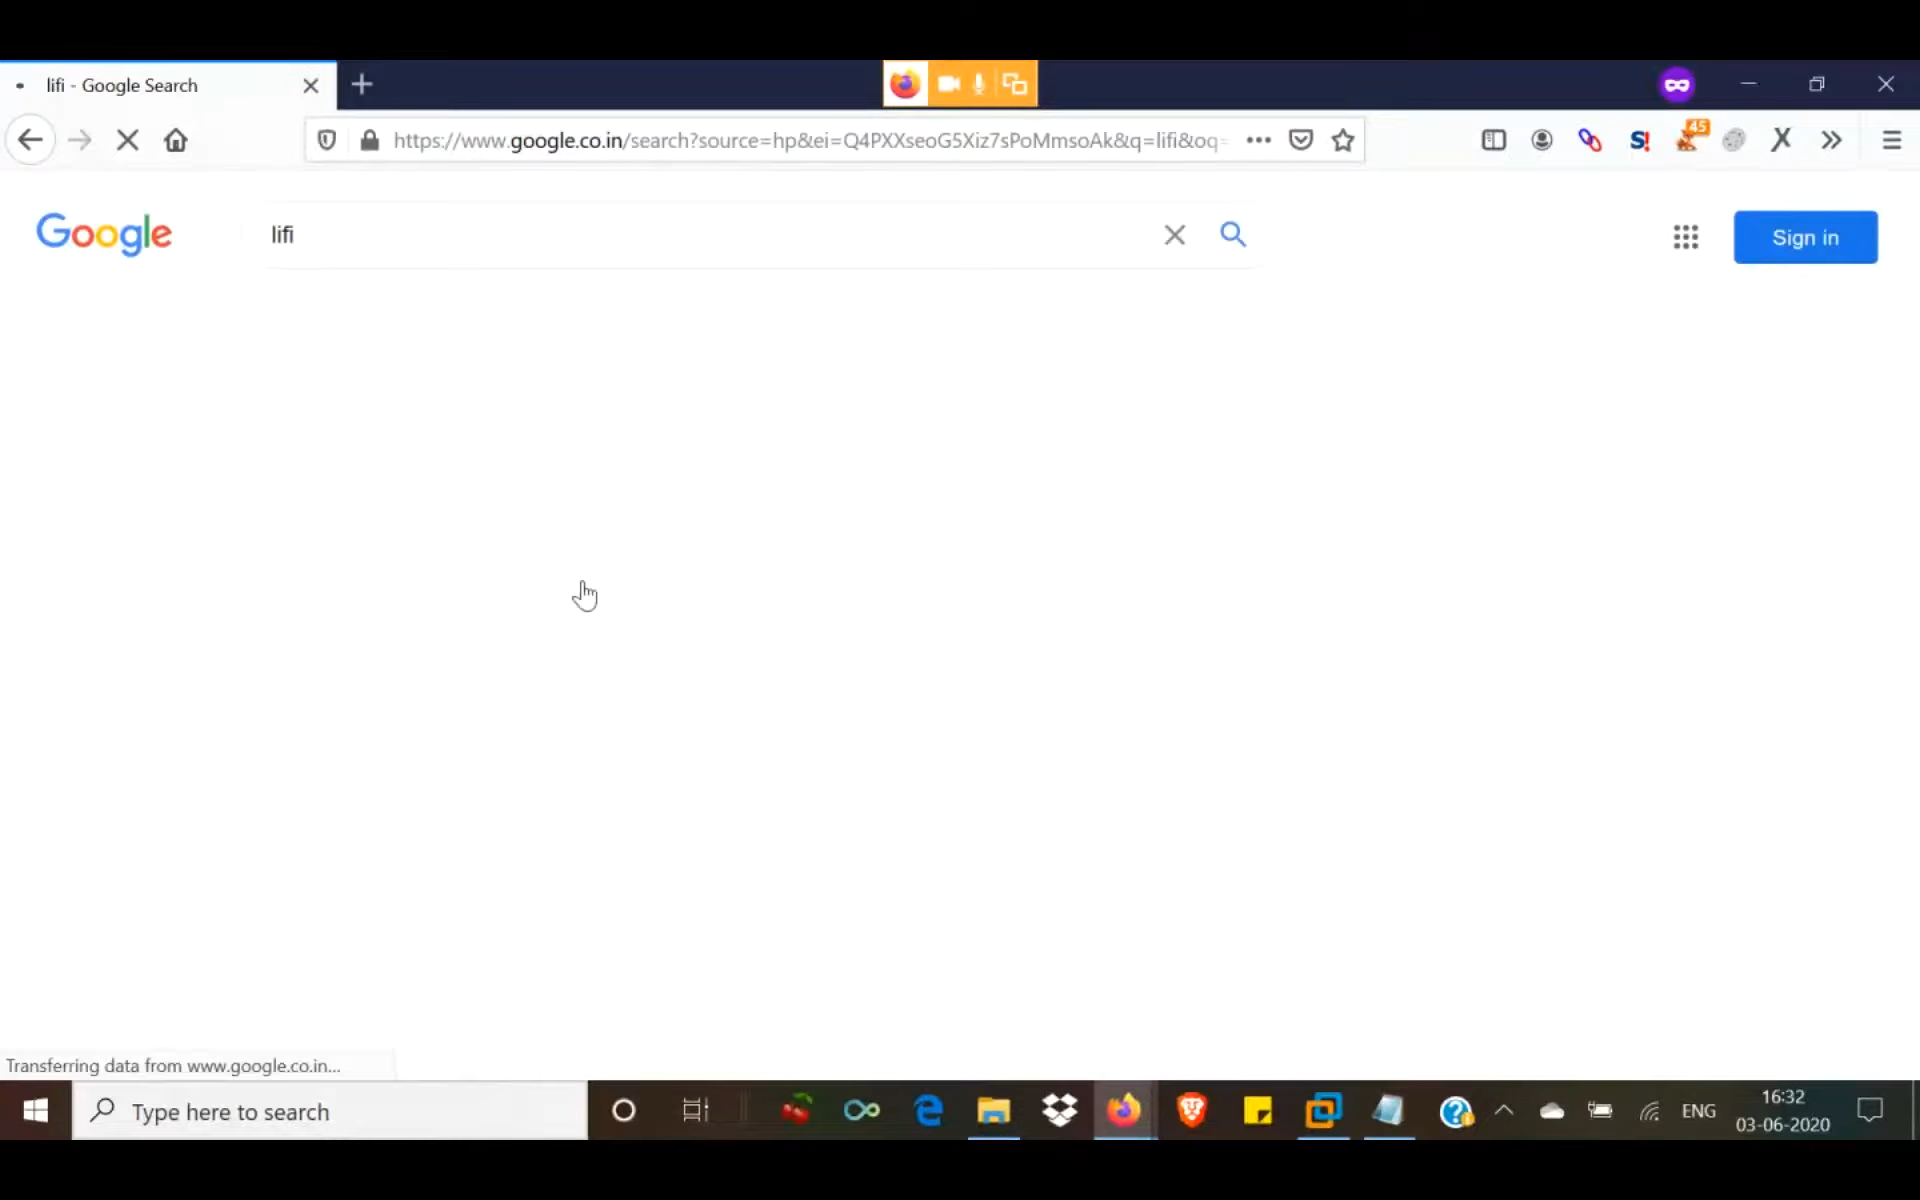 lifi - Google Search
https://www.google.co.in/search?source=hp&ei=Q4PXXseoG5Xiz7sPoMmsoAk&q=lifi&oq=
S!
45
Google
lifi
Sign in
Transferring data from www.google.co.in...
Type here to search
ENG
16:32
03-06-2020